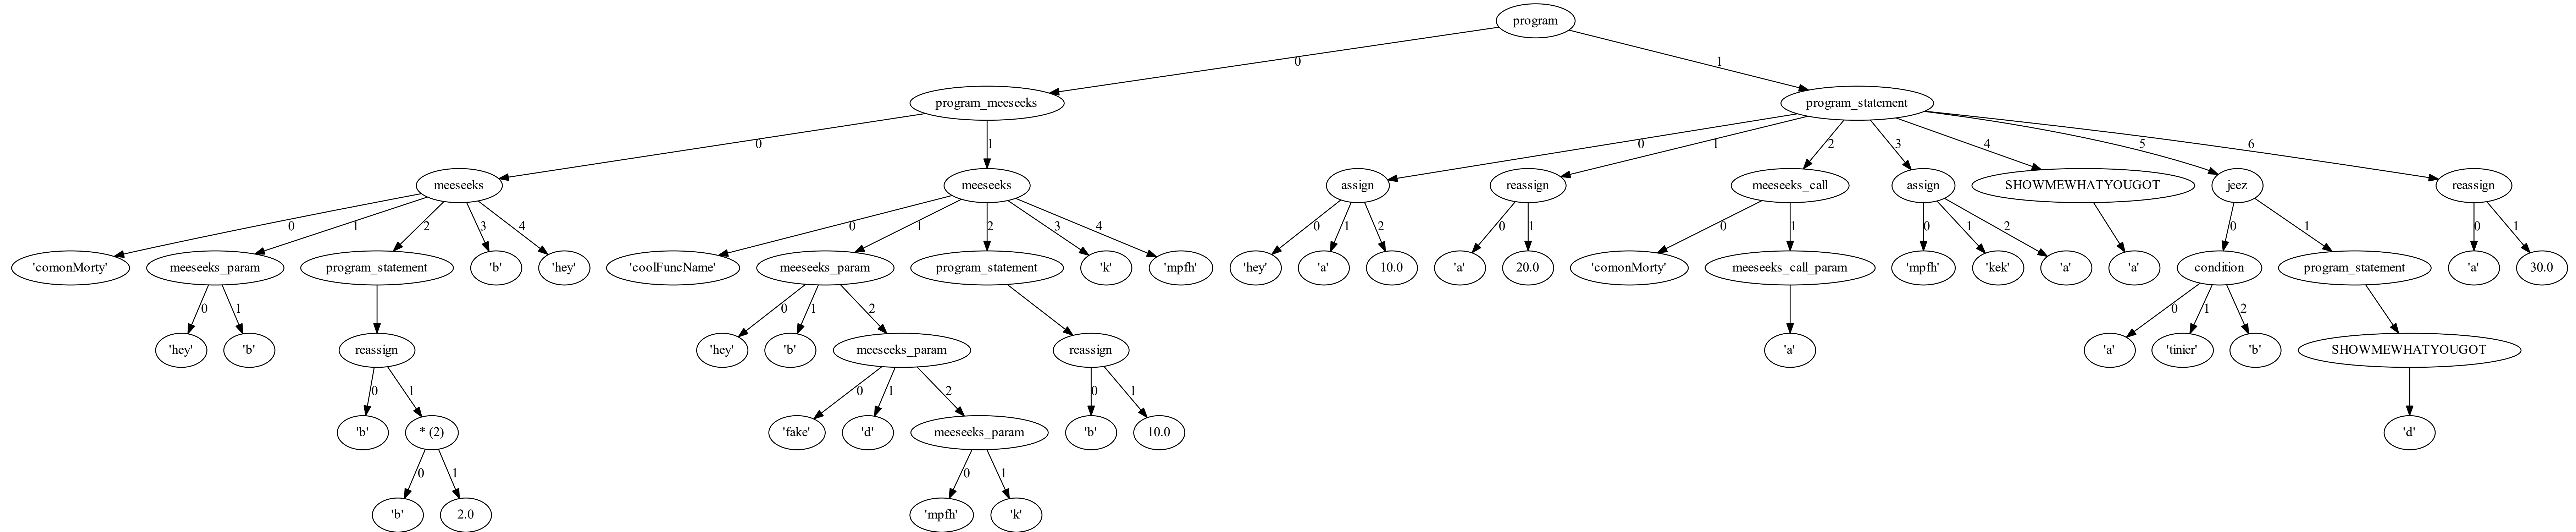 program
0 1
program_meeseeks program_statement
0 1 0 1 2 3 4 5 6
meeseeks meeseeks assign reassign meeseeks_call assign SHOWMEWHATYOUGOT jeez reassign
0 1 2 3 4 0 1 2 3 4 0 1 2 0 1 0 1 0 1 2 0 1 0 1
'comonMorty' meeseeks_param program_statement 'b' 'hey' 'coolFuncName' meeseeks_param program_statement 'k' 'mpfh' 'hey' 'a' 10.0 'a' 20.0 'comonMorty' meeseeks_call_param 'mpfh' 'kek' 'a' 'a' condition program_statement 'a' 30.0
0 1 0 1 2 0 1 2
'hey' 'b' reassign 'hey' 'b' meeseeks_param reassign 'a' 'a' 'tinier' 'b' SHOWMEWHATYOUGOT
0 1 0 1 2 0 1
'b' * (2) 'fake' 'd' meeseeks_param 'b' 10.0 'd'
0 1 0 1
'b' 2.0 'mpfh' 'k'